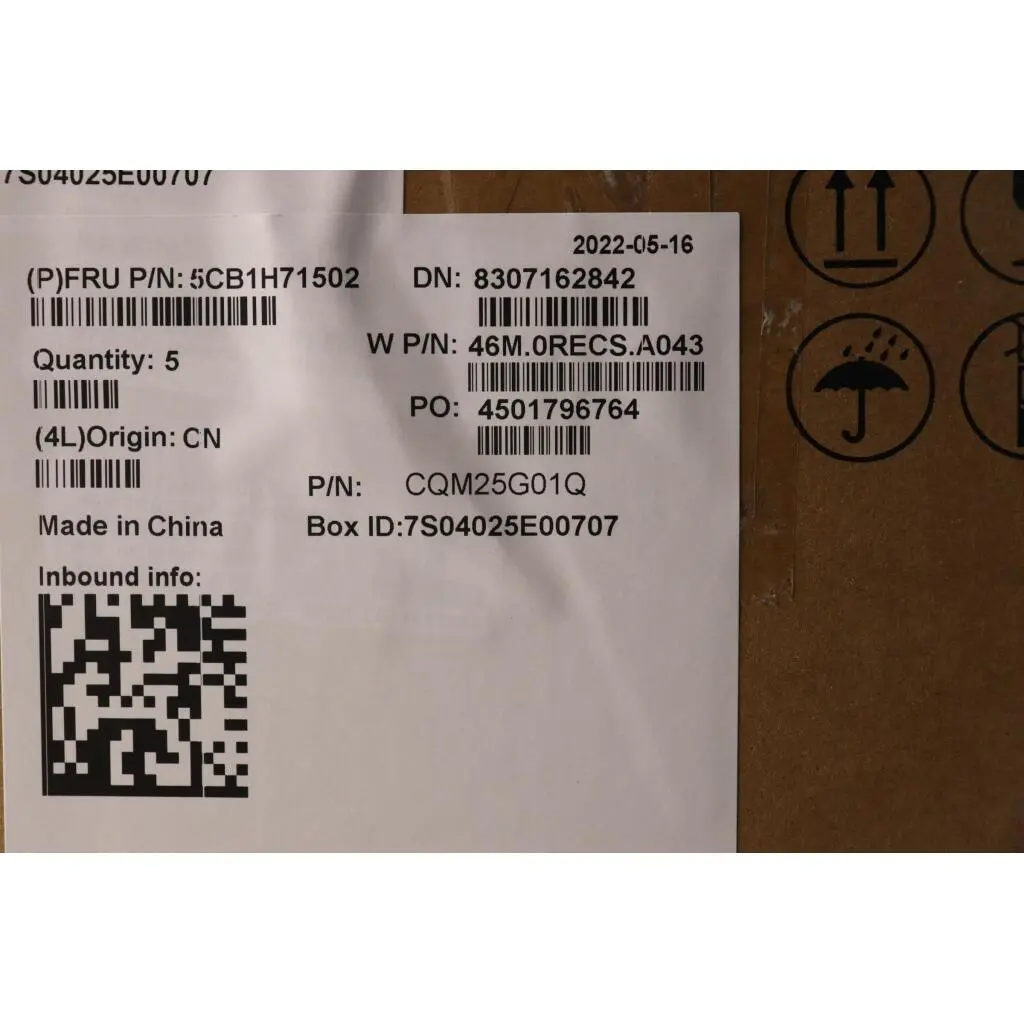 7S04025E00707
2022-05-16
(P)FRU P/N: 5CB1H71502 DN: 8307162842
W P/N: 46M.0RECS.A043
Quantity: 5
PO: 4501796764
(4L)Origin: CN
P/N: CQM25G01Q
Made in China Box ID:7S04025E00707
Inbound info: